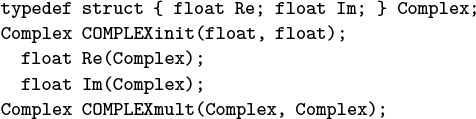 typedef struct { float Re; float Im; } Complex;
Complex COMPLEXinit(float, float);
float Re(Complex);
float Im(Complex);
Complex COMPLEXmult(Complex, Complex);